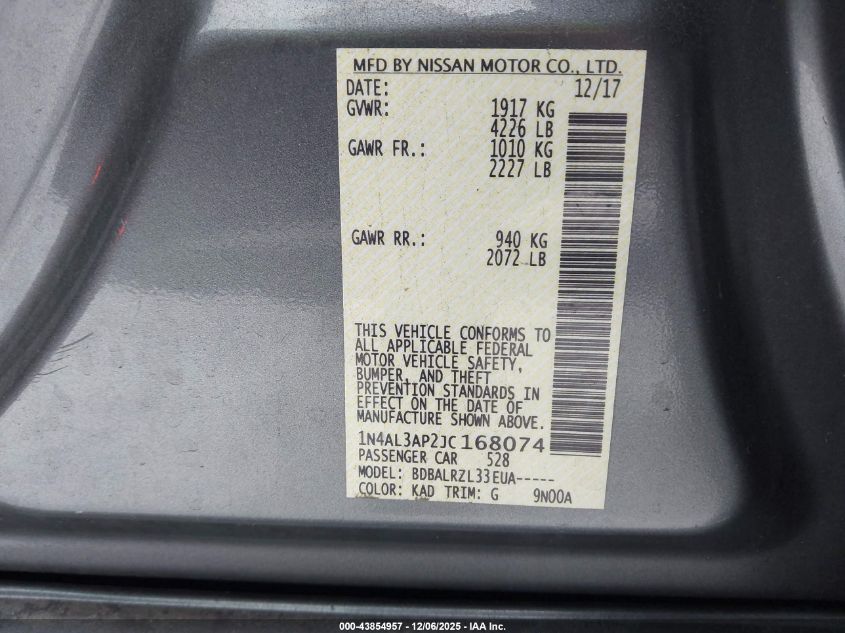 MFD BY NISSAN MOTOR CO., LTD.
DATE: 12/17
GVWR: 1917 KG
4226 LB
GAWR FR.: 1010 KG
2227 LB
GAWR RR.: 940 KG
2072 LB
THIS VEHICLE CONFORMS TO
ALL APPLICABLE FEDERAL
MOTOR VEHICLE SAFETY,
BUMPER, AND THEFT
PREVENTION STANDARDS IN
EFFECT ON THE DATE OF
MANUFACTURE SHOWN ABOVE.
1N4AL3AP2JC168074
PASSENGER CAR 528
MODEL: BDBALRZL33EUA-----
COLOR: KAD TRIM: G 9N00A
000-43854957 - 12/06/2025 - IAA Inc.